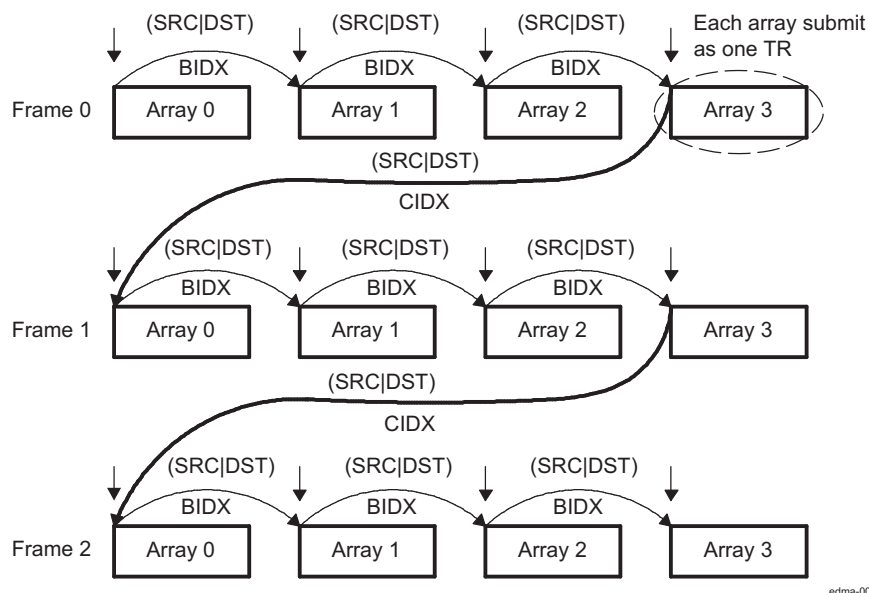 (SRC|DST) (SRC|DST) (SRC|DST) Each array submit
as one TR
BIDX BIDX BIDX
Frame 0 Array 0 Array 1 Array 2 Array 3
(SRC|DST)
CIDX
(SRC|DST) (SRC|DST) (SRC|DST)
BIDX BIDX BIDX
Frame 1 Array 0 Array 1 Array 2 Array 3
(SRC|DST)
CIDX
(SRC|DST) (SRC|DST) (SRC|DST)
BIDX BIDX BIDX
Frame 2 Array 0 Array 1 Array 2 Array 3